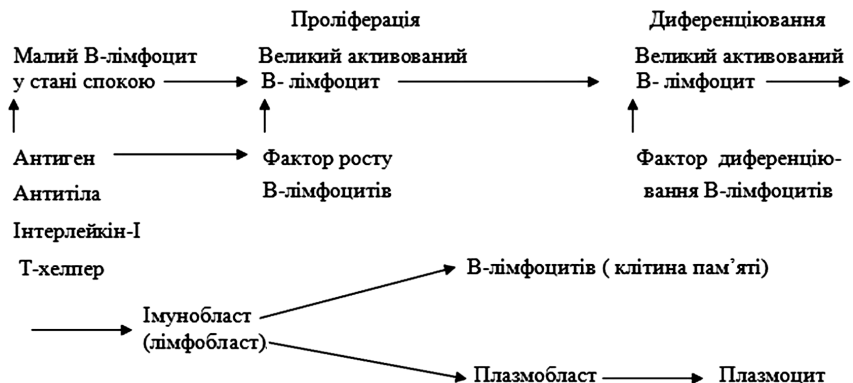 Проліферація Диференціювання
Малий В-лімфоцит Великий активований Великий активований
у стані спокою В- лімфоцит В- лімфоцит
Антиген Фактор росту Фактор диференцію-
Антитіла В-лімфоцитів вання В-лімфоцитів
Інтерлейкін-I
Т-хелпер В-лімфоцитів ( клітина пам’яті)
Імунобласт
(лімфобласт)
Плазмобласт Плазмоцит